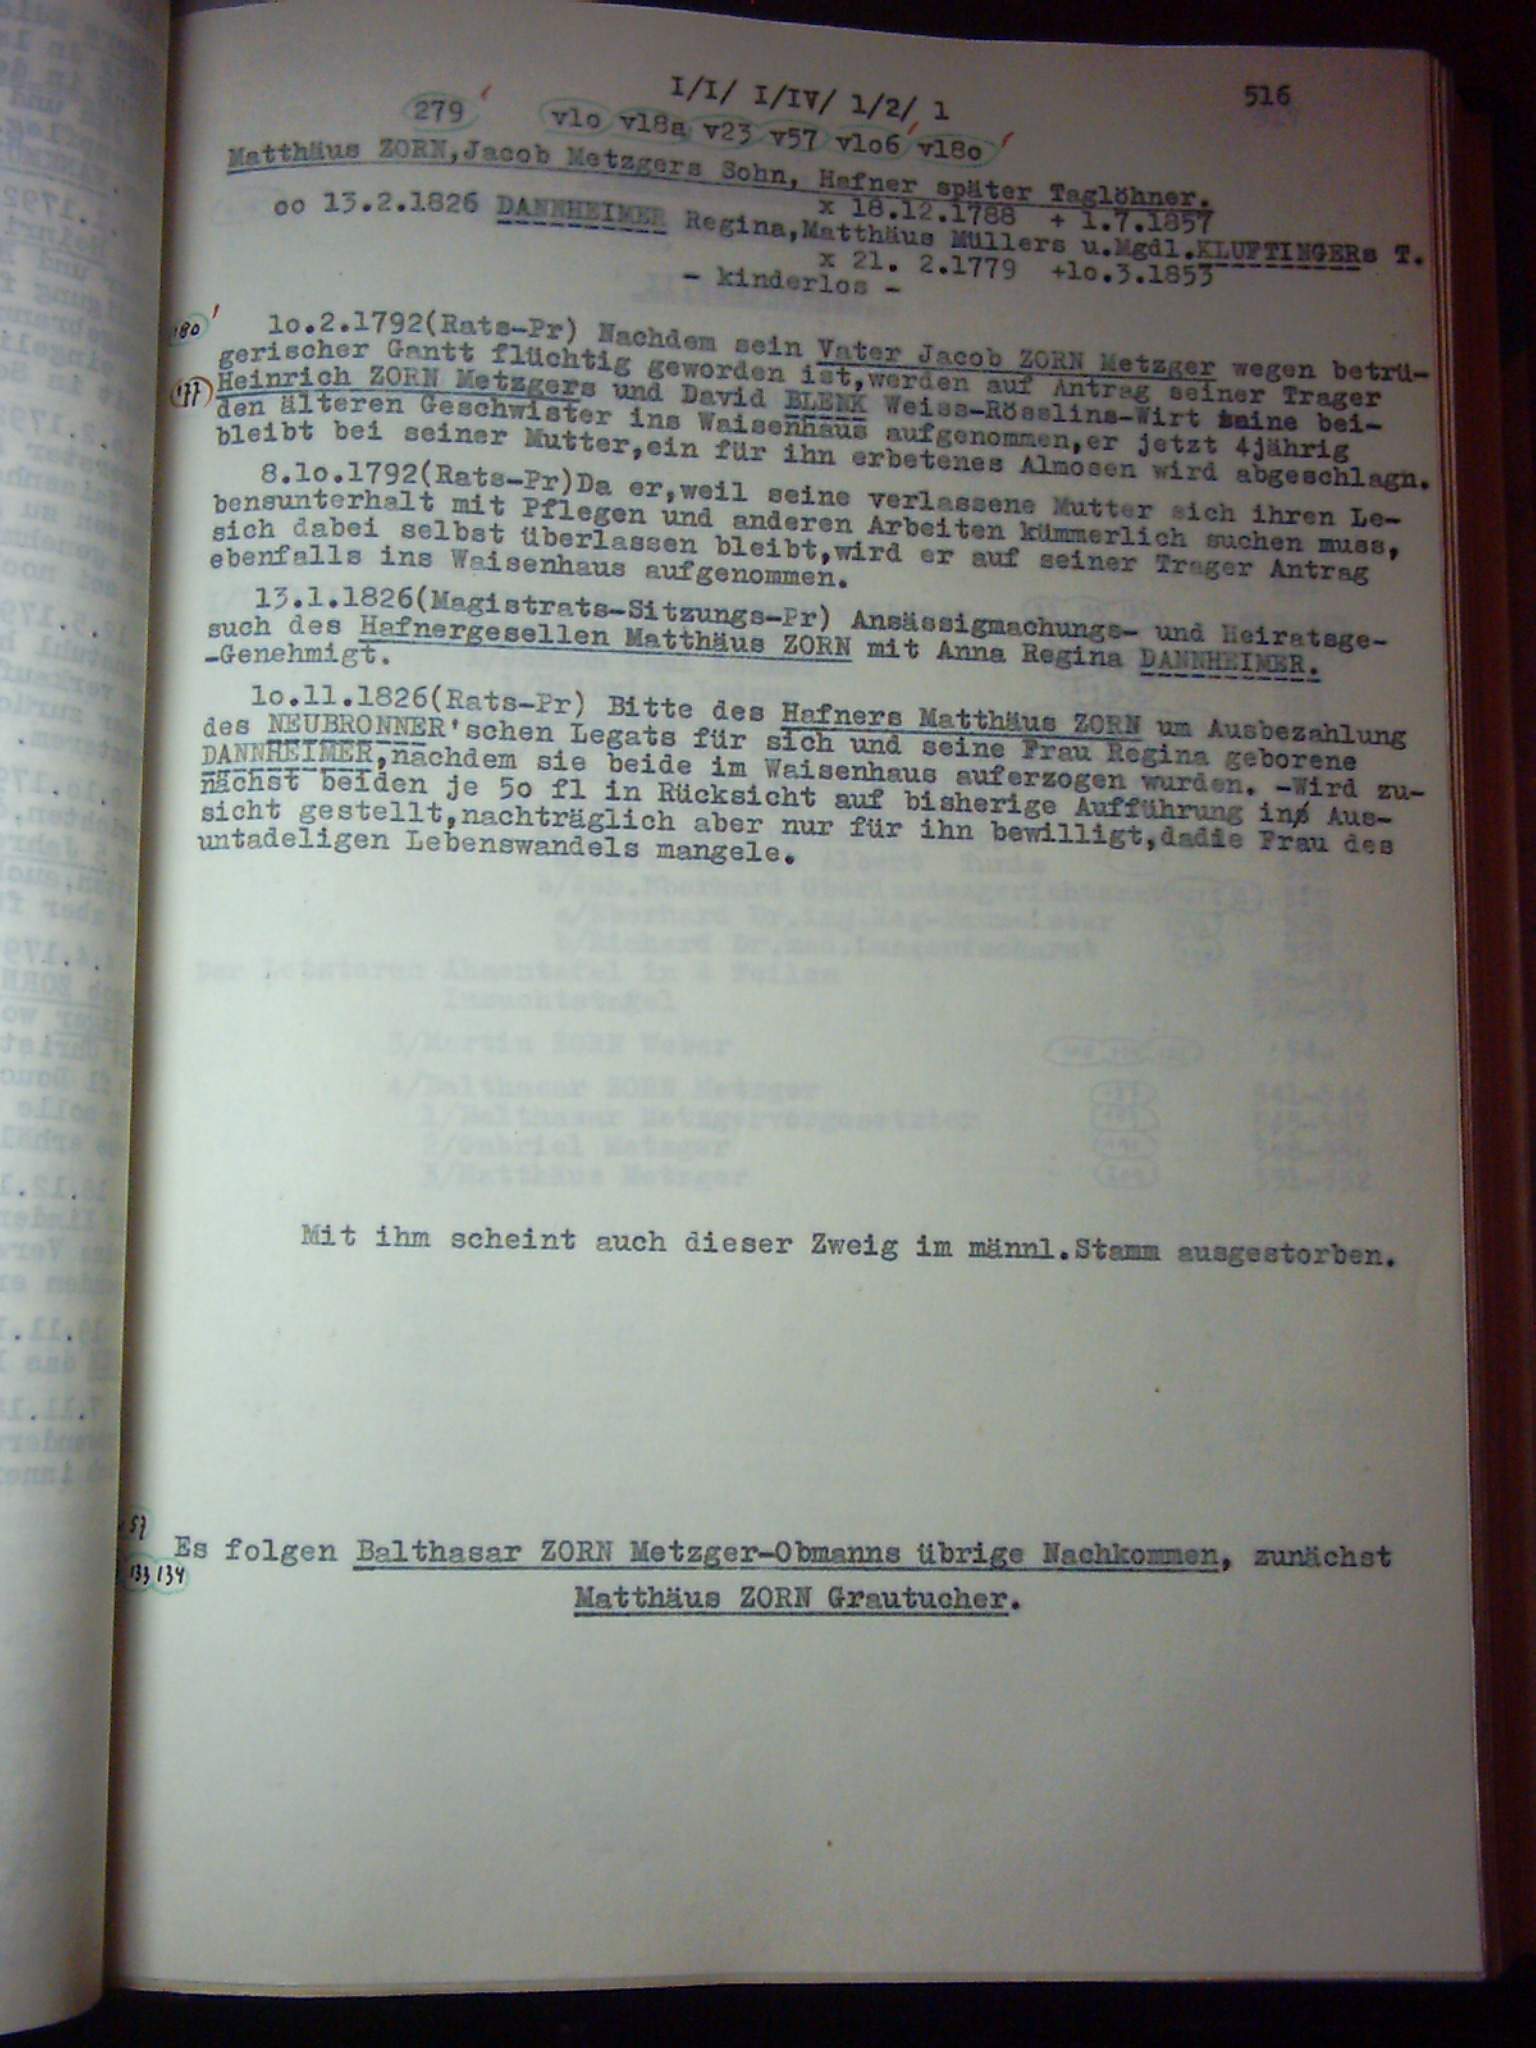 I/I/ I/IV/ 1/2/ 1
516
279
v1o v18a v23 v57 v1o6 v18o
Matthäus ZORN,Jacob Metzgers Sohn, Hafner später Taglöhner.
x 18.12.1788 + 1.7.1857
oo 13.2.1826 DANNHEIMER Regina,Matthäus Müllers u.Mgdl.KLUFTINGERs T.
x 21. 2.1779 +1o.3.1853
- kinderlos -
180
1o.2.1792(Rats-Pr) Nachdem sein Vater Jacob ZORN Metzger wegen betrü-
gerischer Gantt flüchtig geworden ist,werden auf Antrag seiner Trager
177
Heinrich ZORN Metzgers und David BLENK Weiss-Rösslins-Wirt seine bei-
den älteren Geschwister ins Waisenhaus aufgenommen,er jetzt 4jährig
bleibt bei seiner Mutter,ein für ihn erbetenes Almosen wird abgeschlagn.
8.1o.1792(Rats-Pr)Da er,weil seine verlassene Mutter sich ihren Le-
bensunterhalt mit Pflegen und anderen Arbeiten kümmerlich suchen muss,
sich dabei selbst überlassen bleibt,wird er auf seiner Trager Antrag
ebenfalls ins Waisenhaus aufgenommen.
13.1.1826(Magistrats-Sitzungs-Pr) Ansässigmachungs- und Heiratsge-
such des Hafnergesellen Matthäus ZORN mit Anna Regina DANNHEIMER.
-Genehmigt.
1o.11.1826(Rats-Pr) Bitte des Hafners Matthäus ZORN um Ausbezahlung
des NEUBRONNER'schen Legats für sich und seine Frau Regina geborene
DANNHEIMER,nachdem sie beide im Waisenhaus auferzogen wurden. -Wird zu-
nächst beiden je 5o fl in Rücksicht auf bisherige Aufführung in Aus-
sicht gestellt,nachträglich aber nur für ihn bewilligt,dadie Frau des
untadeligen Lebenswandels mangele.
Mit ihm scheint auch dieser Zweig im männl.Stamm ausgestorben.
57
Es folgen Balthasar ZORN Metzger-Obmanns übrige Nachkommen, zunächst
133 134
Matthäus ZORN Grautucher.